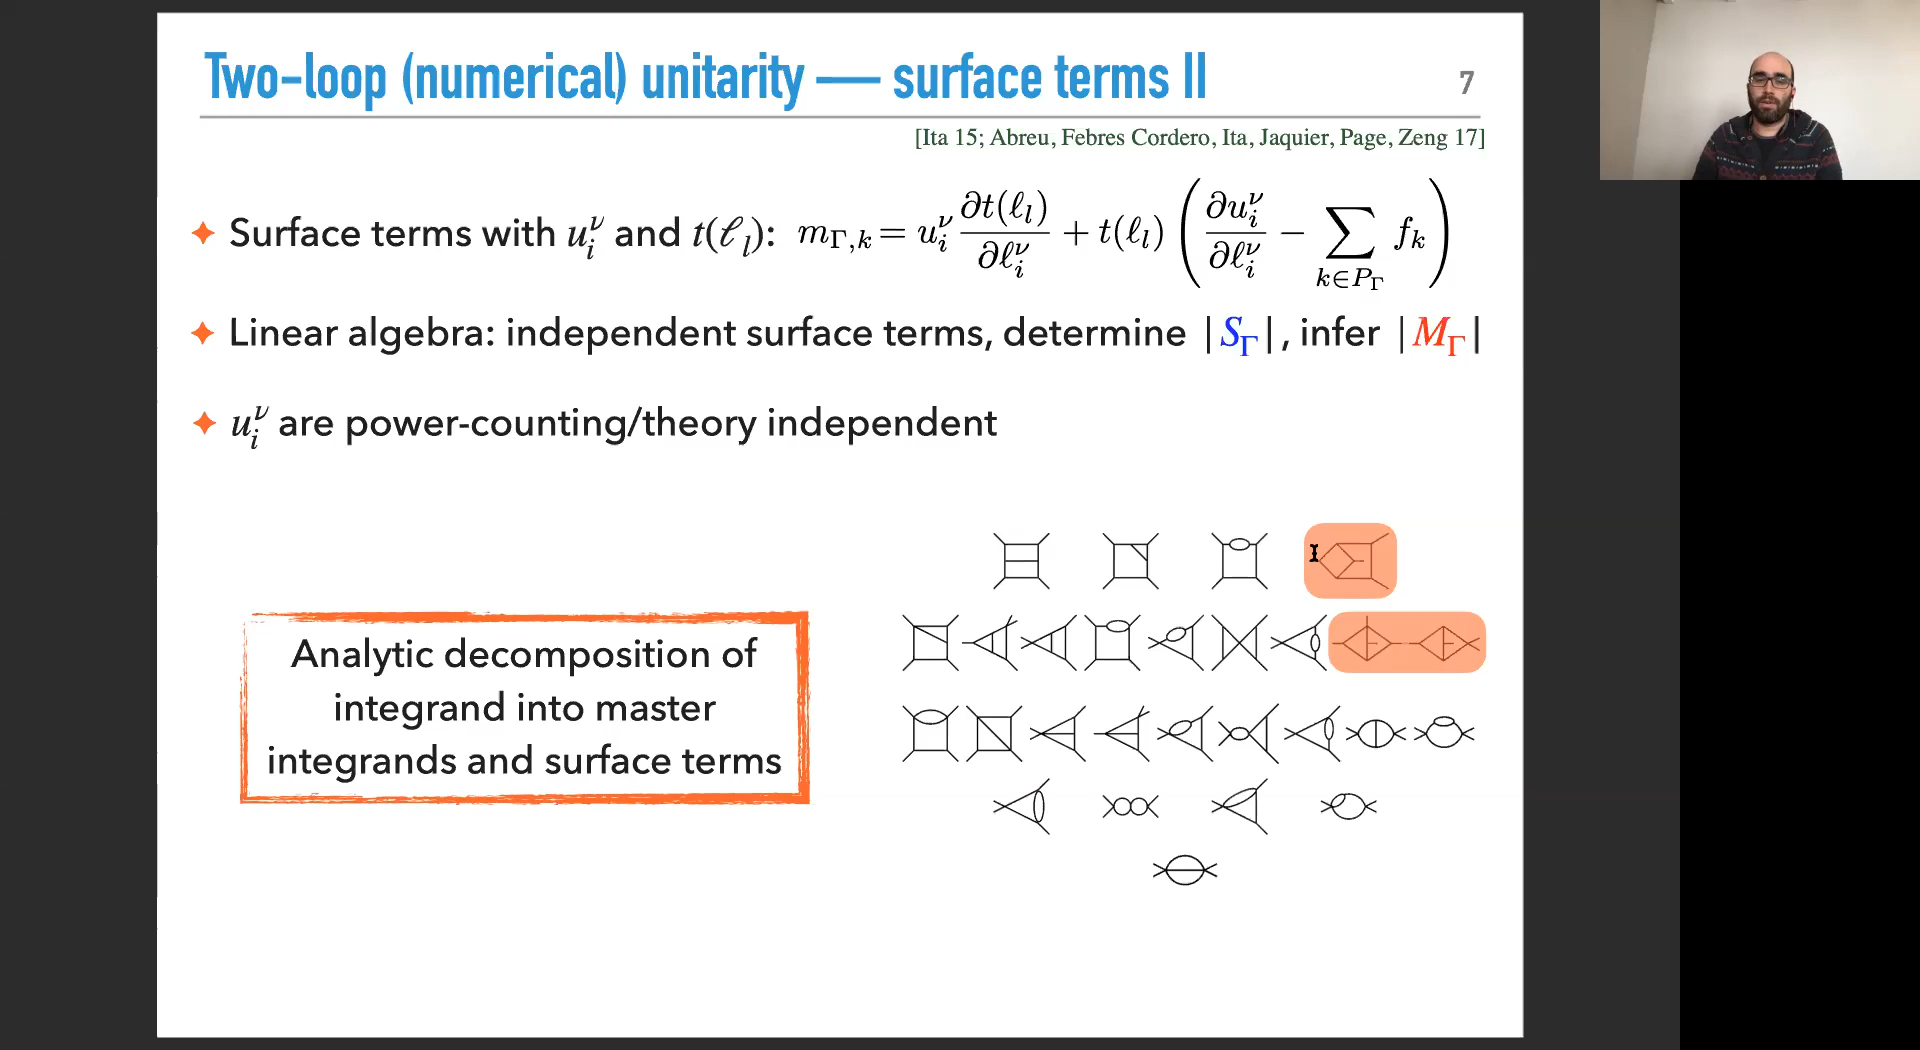 Two-loop (numerical) unitarity — surface terms II
7
[Ita 15; Abreu, Febres Cordero, Ita, Jaquier, Page, Zeng 17]
✦ Surface terms with $u_i^\nu$ and $t(\ell_l)$: $m_{\Gamma,k} = u_i^\nu \frac{\partial t(\ell_l)}{\partial \ell_i^\nu} + t(\ell_l) \left( \frac{\partial u_i^\nu}{\partial \ell_i^\nu} - \sum_{k \in P_\Gamma} f_k \right)$
✦ Linear algebra: independent surface terms, determine $|S_\Gamma|$, infer $|M_\Gamma|$
✦ $u_i^\nu$ are power-counting/theory independent
Analytic decomposition of
integrand into master
integrands and surface terms